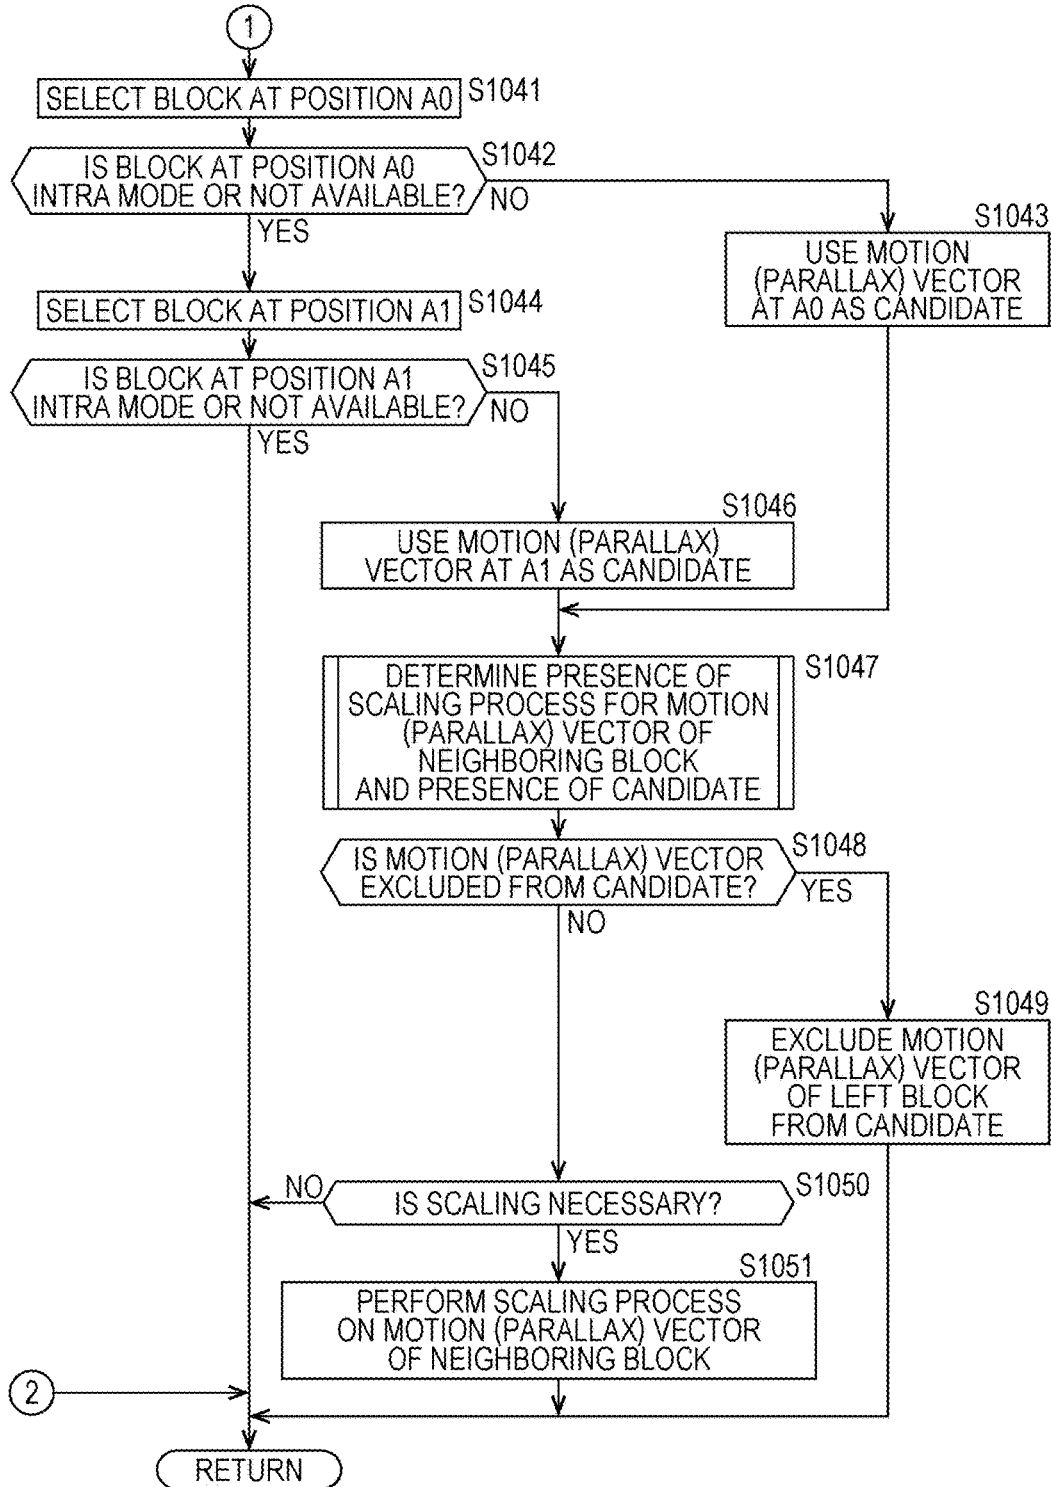 1
SELECT BLOCK AT POSITION A0
S1041
IS BLOCK AT POSITION A0
INTRA MODE OR NOT AVAILABLE?
S1042
NO
YES
S1043
USE MOTION
(PARALLAX) VECTOR
AT A0 AS CANDIDATE
SELECT BLOCK AT POSITION A1
S1044
IS BLOCK AT POSITION A1
INTRA MODE OR NOT AVAILABLE?
S1045
NO
YES
S1046
USE MOTION (PARALLAX)
VECTOR AT A1 AS CANDIDATE
DETERMINE PRESENCE OF
SCALING PROCESS FOR MOTION
(PARALLAX) VECTOR OF
NEIGHBORING BLOCK
AND PRESENCE OF CANDIDATE
S1047
IS MOTION (PARALLAX) VECTOR
EXCLUDED FROM CANDIDATE?
S1048
YES
NO
S1049
EXCLUDE MOTION
(PARALLAX) VECTOR
OF LEFT BLOCK
FROM CANDIDATE
NO
IS SCALING NECESSARY?
S1050
YES
S1051
PERFORM SCALING PROCESS
ON MOTION (PARALLAX) VECTOR
OF NEIGHBORING BLOCK
2
RETURN